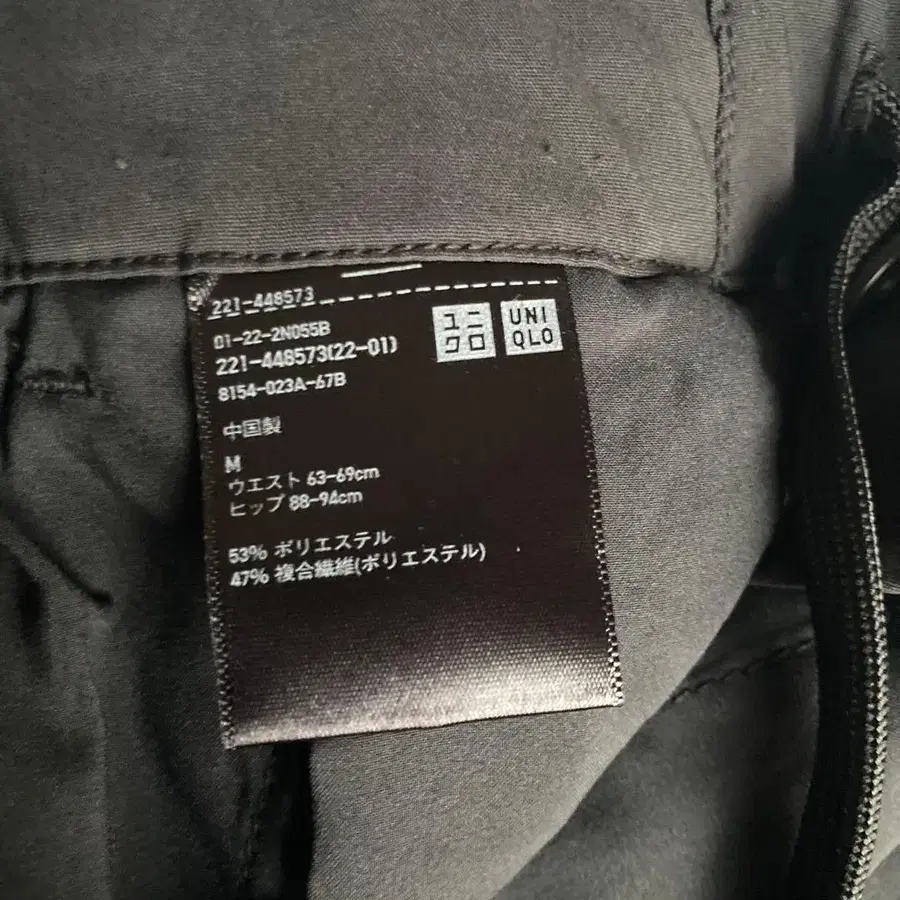 221-448573
01-22-2N055B
221-448573(22-01)
8154-023A-67B
ユニ
クロ
UNI
QLO
中国製
M
ウエスト 63-69cm
ヒップ 88-94cm
53% ポリエステル
47% 複合繊維(ポリエステル)